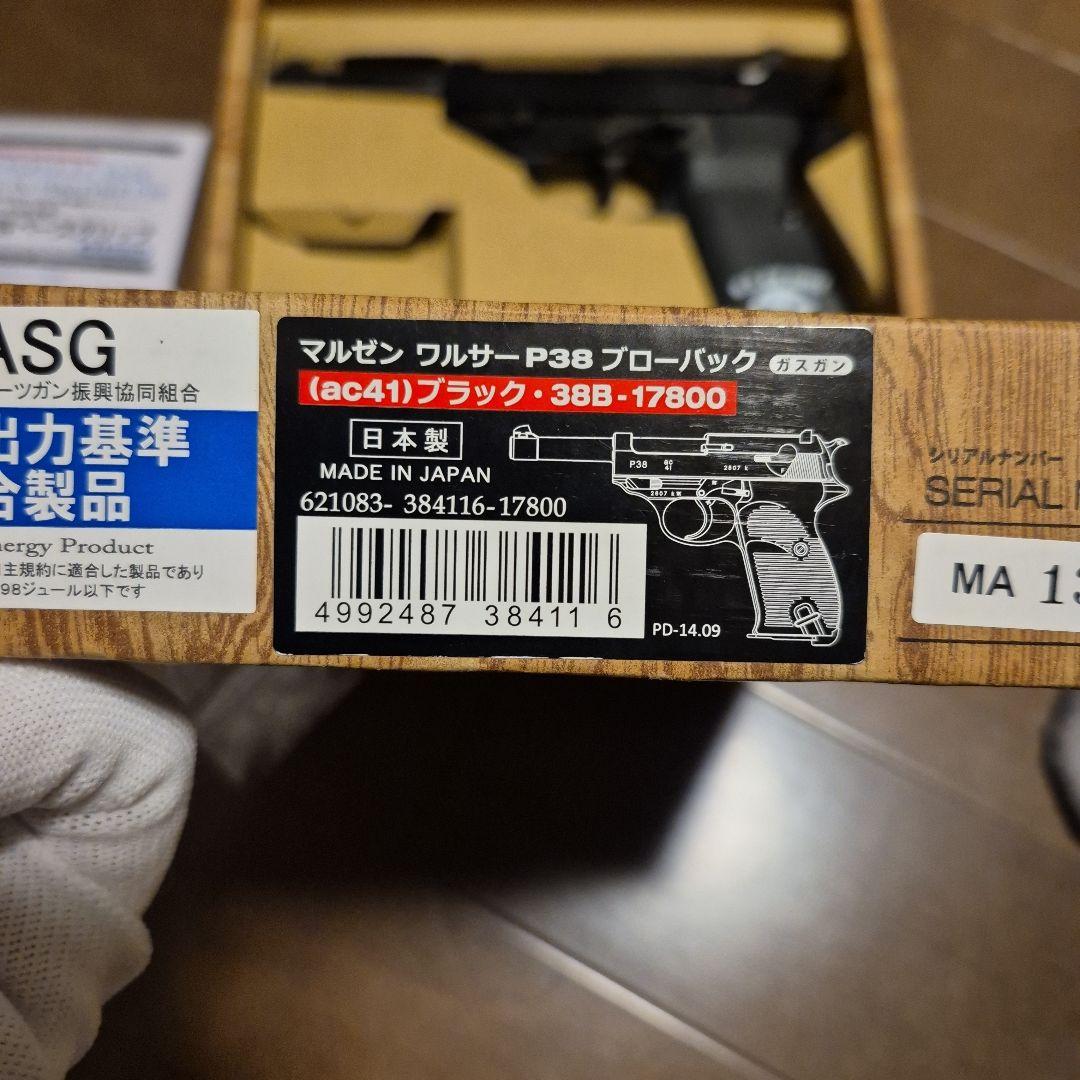 ASG
ーツガン振興協同組合
出力基準
合製品
nergy Product
主規約に適合した製品であり
98ジュール以下です
マルゼン ワルサーP38 ブローバック ガスガン
(ac41)ブラック・38B-17800
日本製
MADE IN JAPAN
621083- 384116-17800
4992487 38411 6
P38 ac 41 2807 k
2807 k W
PD-14.09
シリアルナンバー
SERIAL
MA 13